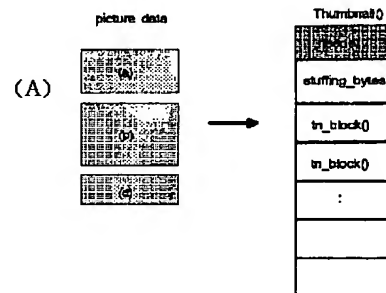 picture data
Thumbnail()
(A)
(a)
stuffing_bytes
(b)
tn_block()
tn_block()
: